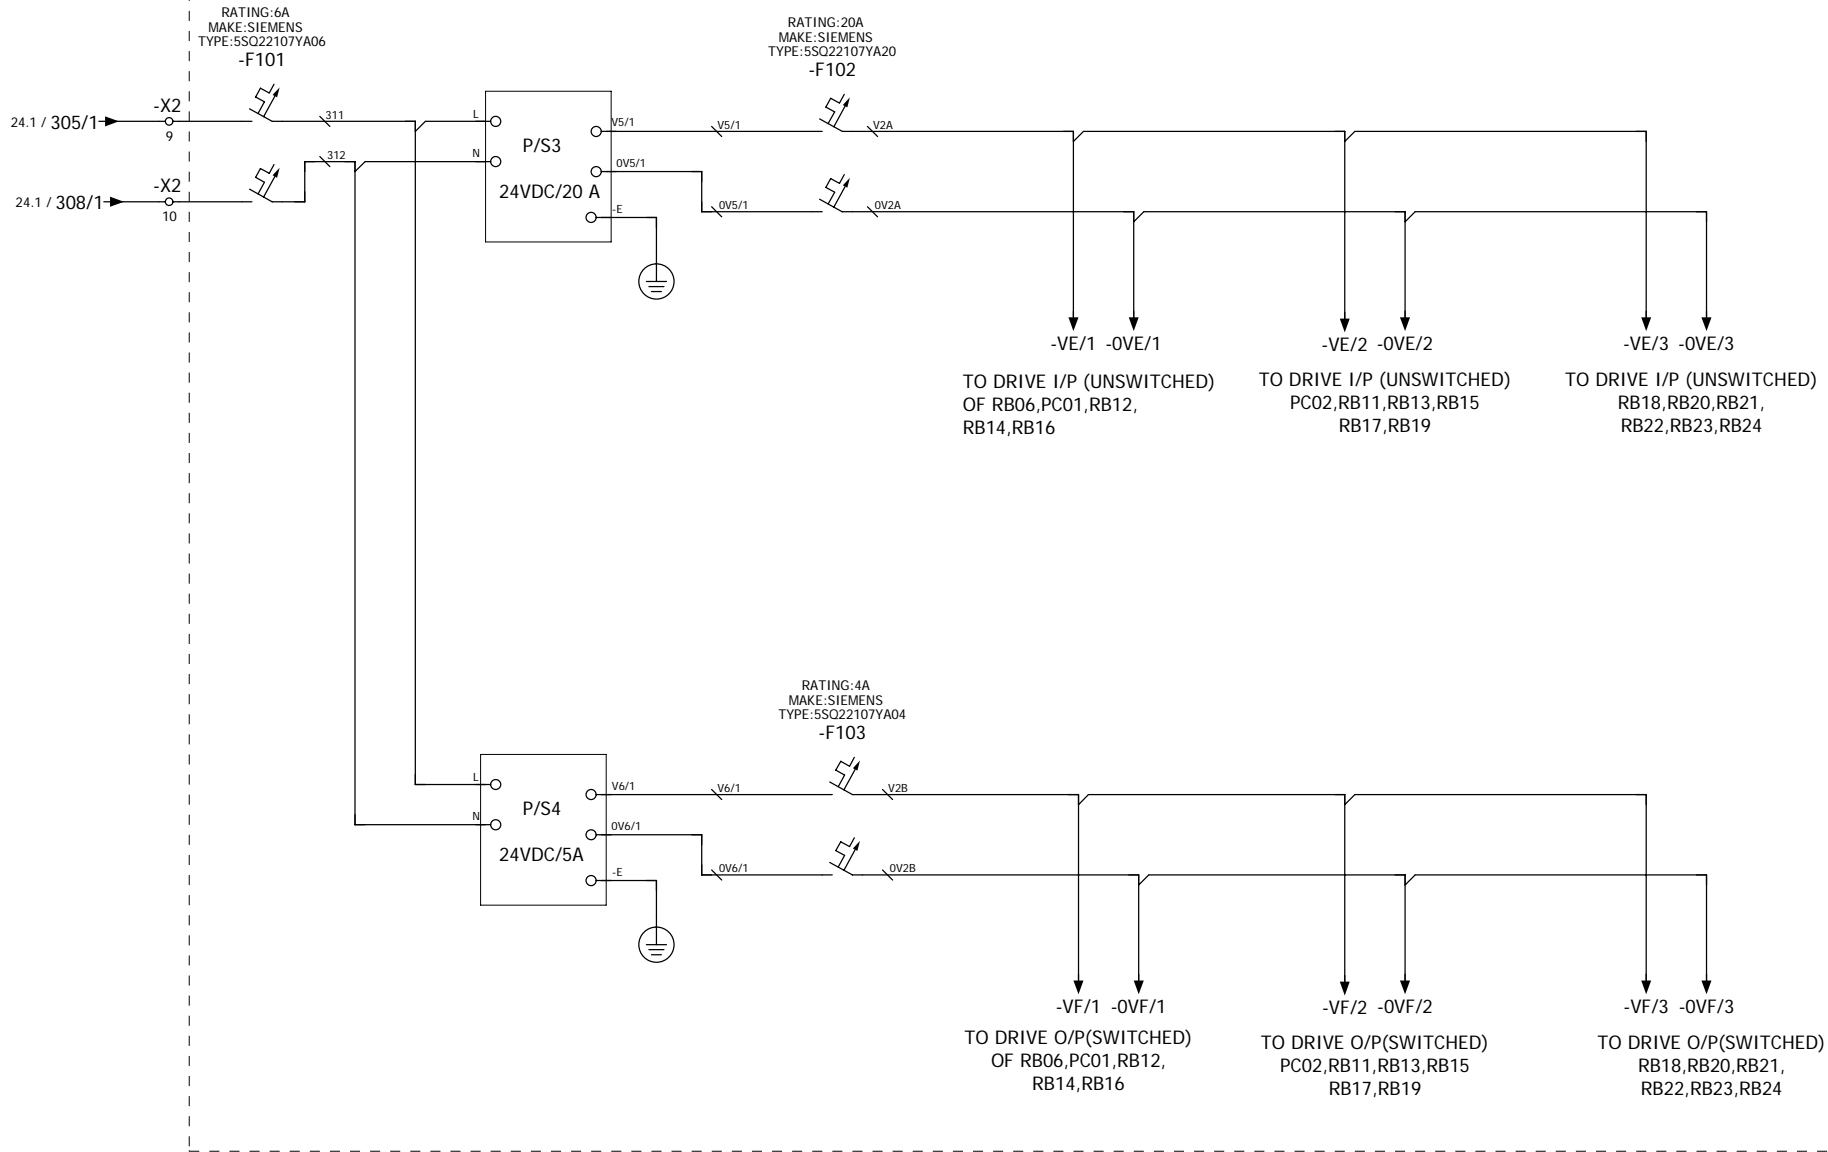 RATING:6A
MAKE:SIEMENS
TYPE:5SQ22107YA06
-F101
RATING:20A
MAKE:SIEMENS
TYPE:5SQ22107YA20
-F102
24.1 / 305/1
-X2
9
311
L
V5/1
V5/1
V2A
P/S3
24VDC/20 A
312
N
0V5/1
24.1 / 308/1
-X2
10
-E
0V5/1
0V2A
-VE/1 -0VE/1
-VE/2 -0VE/2
-VE/3 -0VE/3
TO DRIVE I/P (UNSWITCHED)
OF RB06,PC01,RB12,
RB14,RB16
TO DRIVE I/P (UNSWITCHED)
PC02,RB11,RB13,RB15
RB17,RB19
TO DRIVE I/P (UNSWITCHED)
RB18,RB20,RB21,
RB22,RB23,RB24
RATING:4A
MAKE:SIEMENS
TYPE:5SQ22107YA04
-F103
L
V6/1
V6/1
V2B
P/S4
24VDC/5A
N
0V6/1
-E
0V6/1
0V2B
-VF/1 -0VF/1
-VF/2 -0VF/2
-VF/3 -0VF/3
TO DRIVE O/P(SWITCHED)
OF RB06,PC01,RB12,
RB14,RB16
TO DRIVE O/P(SWITCHED)
PC02,RB11,RB13,RB15
RB17,RB19
TO DRIVE O/P(SWITCHED)
RB18,RB20,RB21,
RB22,RB23,RB24